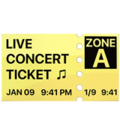 LIVE
CONCERT
TICKET ♫
ZONE
A
JAN 09 9:41 PM 1/9 9:41